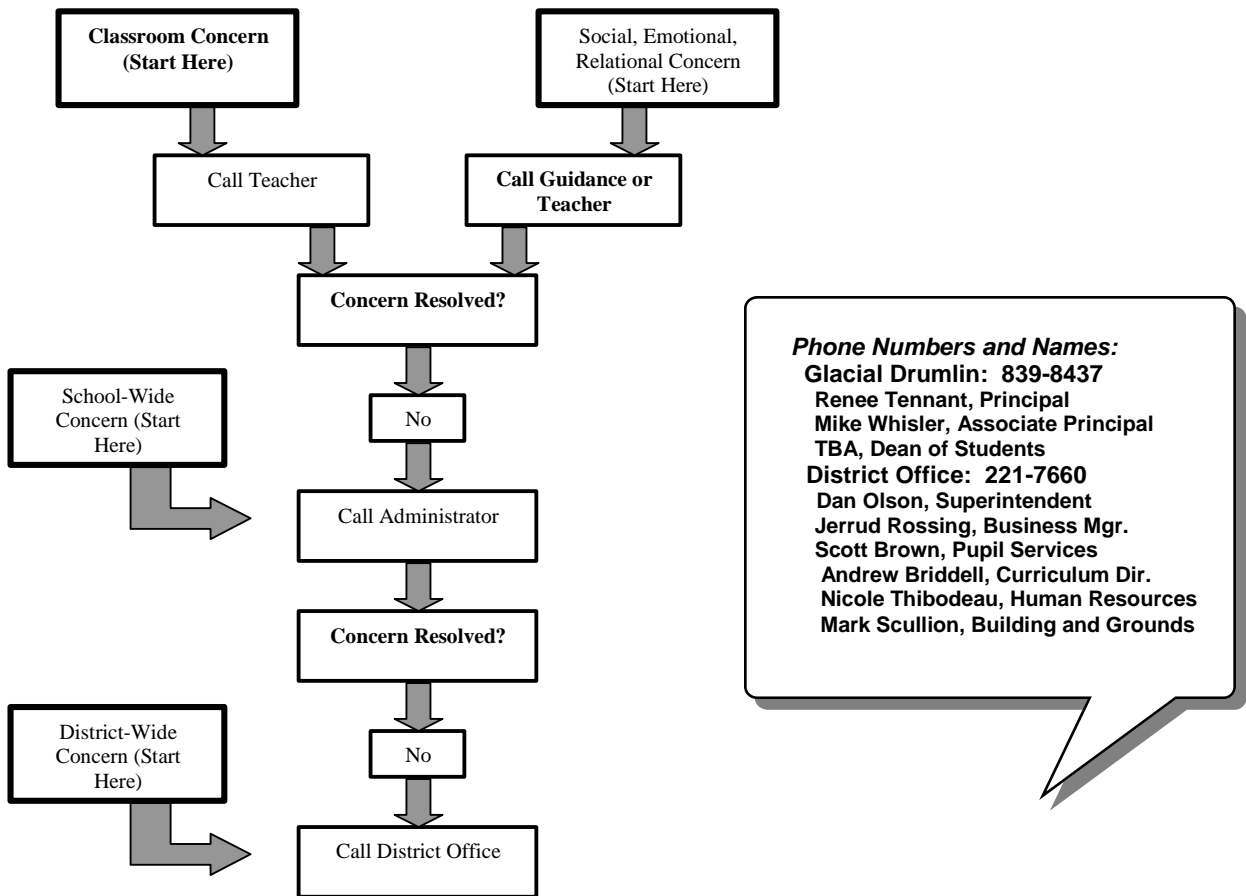 Classroom Concern
(Start Here)
Social, Emotional,
Relational Concern
(Start Here)
Call Teacher
Call Guidance or
Teacher
Concern Resolved?
School-Wide
Concern (Start
Here)
No
Call Administrator
Concern Resolved?
District-Wide
Concern (Start
Here)
No
Call District Office
Phone Numbers and Names:
Glacial Drumlin: 839-8437
Renee Tennant, Principal
Mike Whisler, Associate Principal
TBA, Dean of Students
District Office: 221-7660
Dan Olson, Superintendent
Jerrud Rossing, Business Mgr.
Scott Brown, Pupil Services
Andrew Briddell, Curriculum Dir.
Nicole Thibodeau, Human Resources
Mark Scullion, Building and Grounds